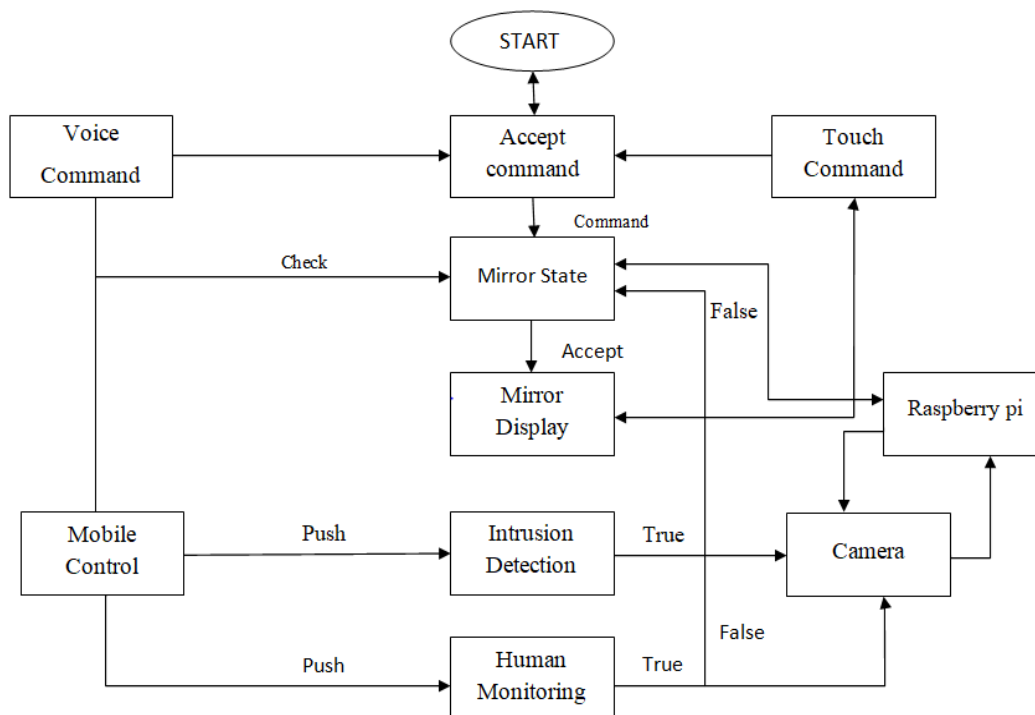 START
Voice
Command
Accept
command
Touch
Command
Command
Check
Mirror State
False
Accept
Mirror
Display
Raspberry pi
Mobile
Control
Push
Intrusion
Detection
True
Camera
False
Push
Human
Monitoring
True